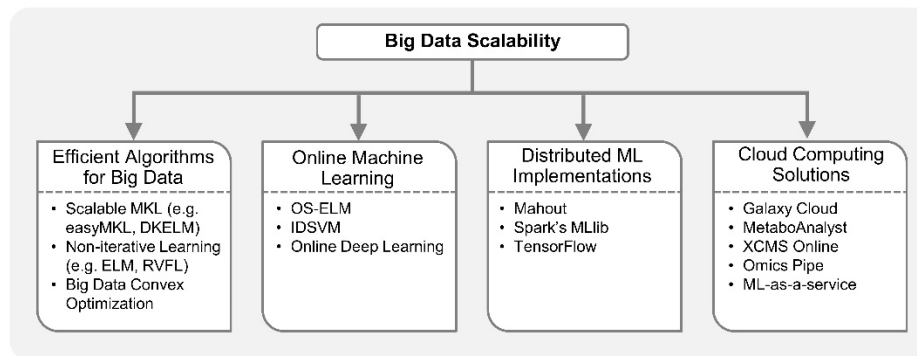 Big Data Scalability
Efficient Algorithms
for Big Data
• Scalable MKL (e.g.
easyMKL, DKELM)
• Non-iterative Learning
(e.g. ELM, RVFL)
• Big Data Convex
Optimization
Online Machine
Learning
• OS-ELM
• IDSVM
• Online Deep Learning
Distributed ML
Implementations
• Mahout
• Spark's MLlib
• TensorFlow
Cloud Computing
Solutions
• Galaxy Cloud
• MetaboAnalyst
• XCMS Online
• Omics Pipe
• ML-as-a-service